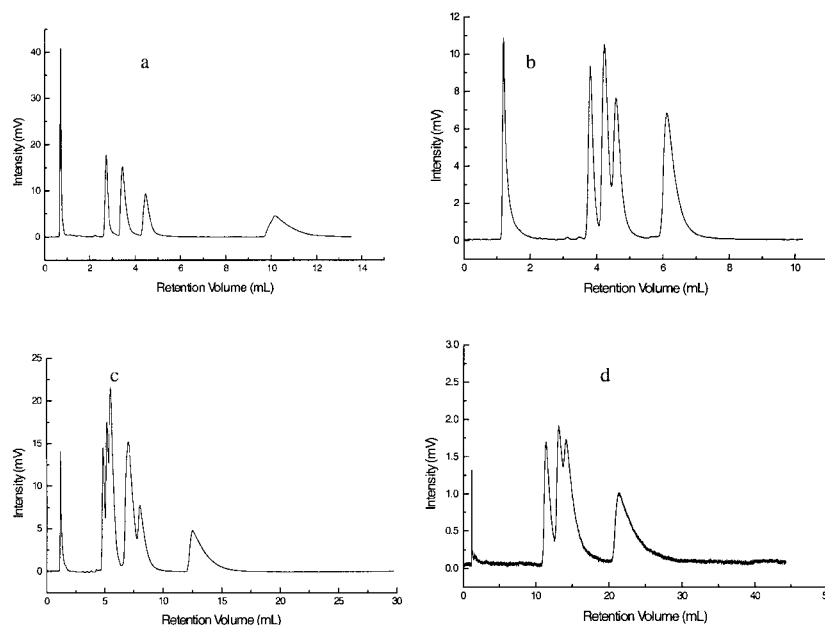 a
Intensity (mV)
40
30
20
10
0
0 2 4 6 8 10 12 14
Retention Volume (mL)
b
Intensity (mV)
12
10
8
6
4
2
0
0 2 4 6 8 10
Retention Volume (mL)
c
Intensity (mV)
25
20
15
10
5
0
0 5 10 15 20 25 30
Retention Volume (mL)
d
Intensity (mV)
3.0
2.5
2.0
1.5
1.0
0.5
0.0
0 10 20 30 40 50
Retention Volume (mL)